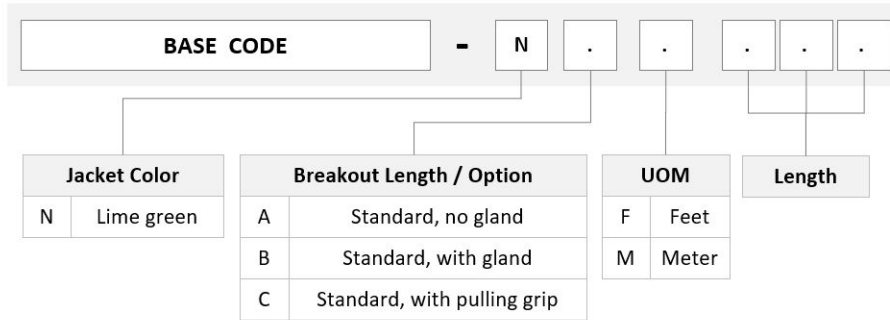 BASE CODE - N . . . . .
Jacket Color
N Lime green
Breakout Length / Option
A Standard, no gland
B Standard, with gland
C Standard, with pulling grip
UOM
F Feet
M Meter
Length